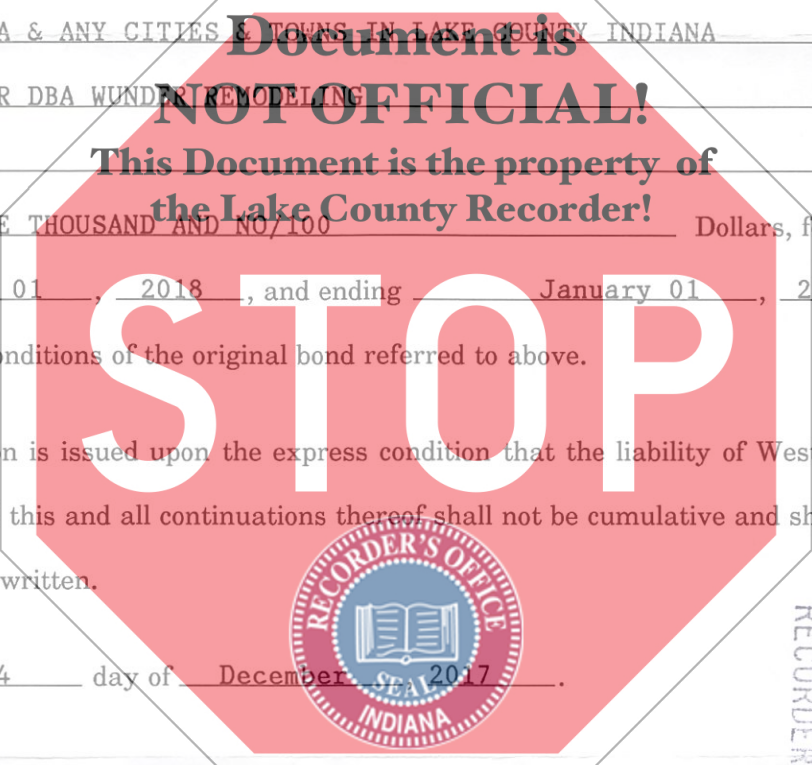 A & ANY CITIES & TOWNS IN LAKE COUNTY INDIANA
Document is
R DBA WUNDER REMODELING
NOT OFFICIAL!
This Document is the property of
the Lake County Recorder!
E THOUSAND AND NO/100 Dollars, f
01, 2018, and ending January 01, 2
STOP
nditions of the original bond referred to above.
n is issued upon the express condition that the liability of Wes
this and all continuations thereof shall not be cumulative and sh
written.
RECORDER'S OFFICE
SEAL
INDIANA
4 day of December, 2017.
RECORDER